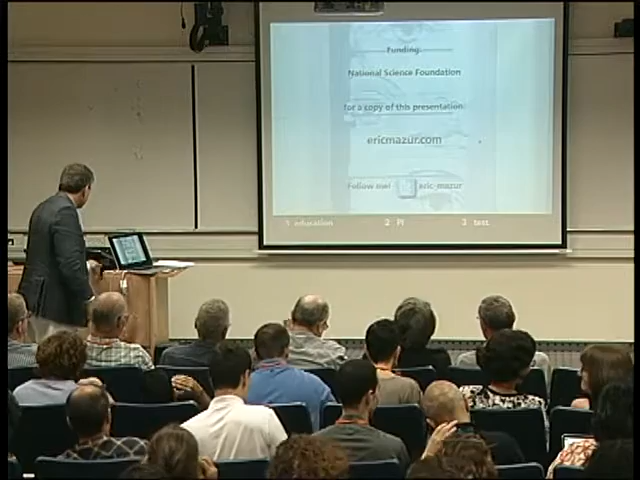 Funding:
National Science Foundation
for a copy of this presentation:
ericmazur.com
Follow me! eric_mazur
1 education 2 PI 3 test